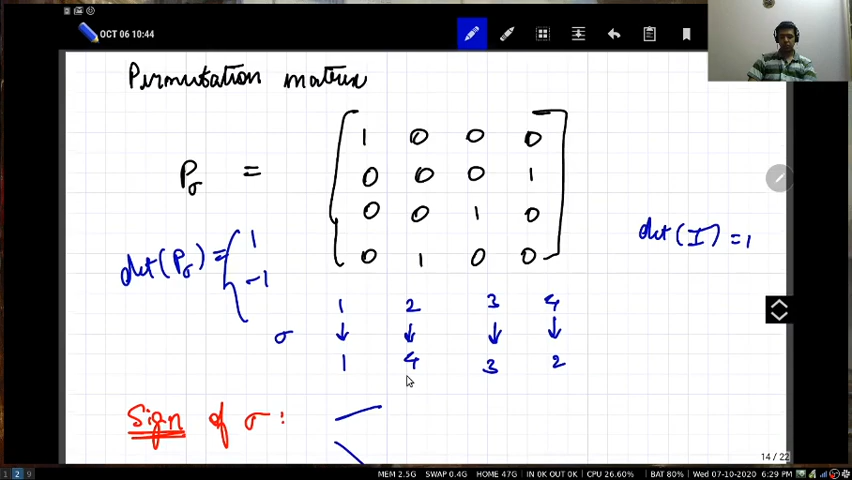 OCT 06 10:44
Permutation matrix
Pσ = [ 1 0 0 0
0 0 0 1
0 0 1 0
0 1 0 0 ]
det(Pσ) = { 1
-1
det(I) = 1
1 2 3 4
σ ↓ ↓ ↓ ↓
1 4 3 2
Sign of σ :
14 / 22
1 2 9 MEM 2.5G SWAP 0.4G HOME 47G IN 0K OUT 0K CPU 26.60% BAT 80% Wed 07-10-2020 6:29 PM